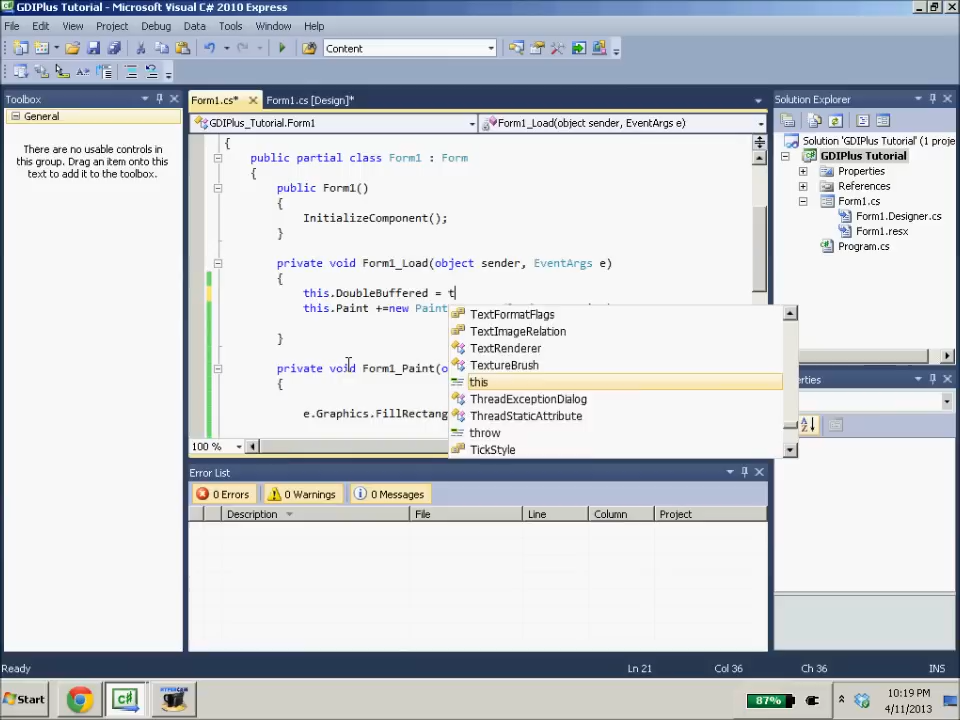 GDIPlus Tutorial - Microsoft Visual C# 2010 Express
File Edit View Project Debug Data Tools Window Help
Content
Toolbox
General
There are no usable controls in
this group. Drag an item onto this
text to add it to the toolbox.
Form1.cs* Form1.cs [Design]*
GDIPlus_Tutorial.Form1 Form1_Load(object sender, EventArgs e)
{
public partial class Form1 : Form
{
public Form1()
{
InitializeComponent();
}
private void Form1_Load(object sender, EventArgs e)
{
this.DoubleBuffered = t
this.Paint +=new Paint
}
private void Form1_Paint(o
{
e.Graphics.FillRectang
TextFormatFlags
TextImageRelation
TextRenderer
TextureBrush
this
ThreadExceptionDialog
ThreadStaticAttribute
throw
TickStyle
100 %
Error List
0 Errors 0 Warnings 0 Messages
Description File Line Column Project
Solution Explorer
Solution 'GDIPlus Tutorial' (1 proje
GDIPlus Tutorial
Properties
References
Form1.cs
Form1.Designer.cs
Form1.resx
Program.cs
erties
Ready Ln 21 Col 36 Ch 36 INS
Start
C#
HYPERCAM
87%
10:19 PM
4/11/2013